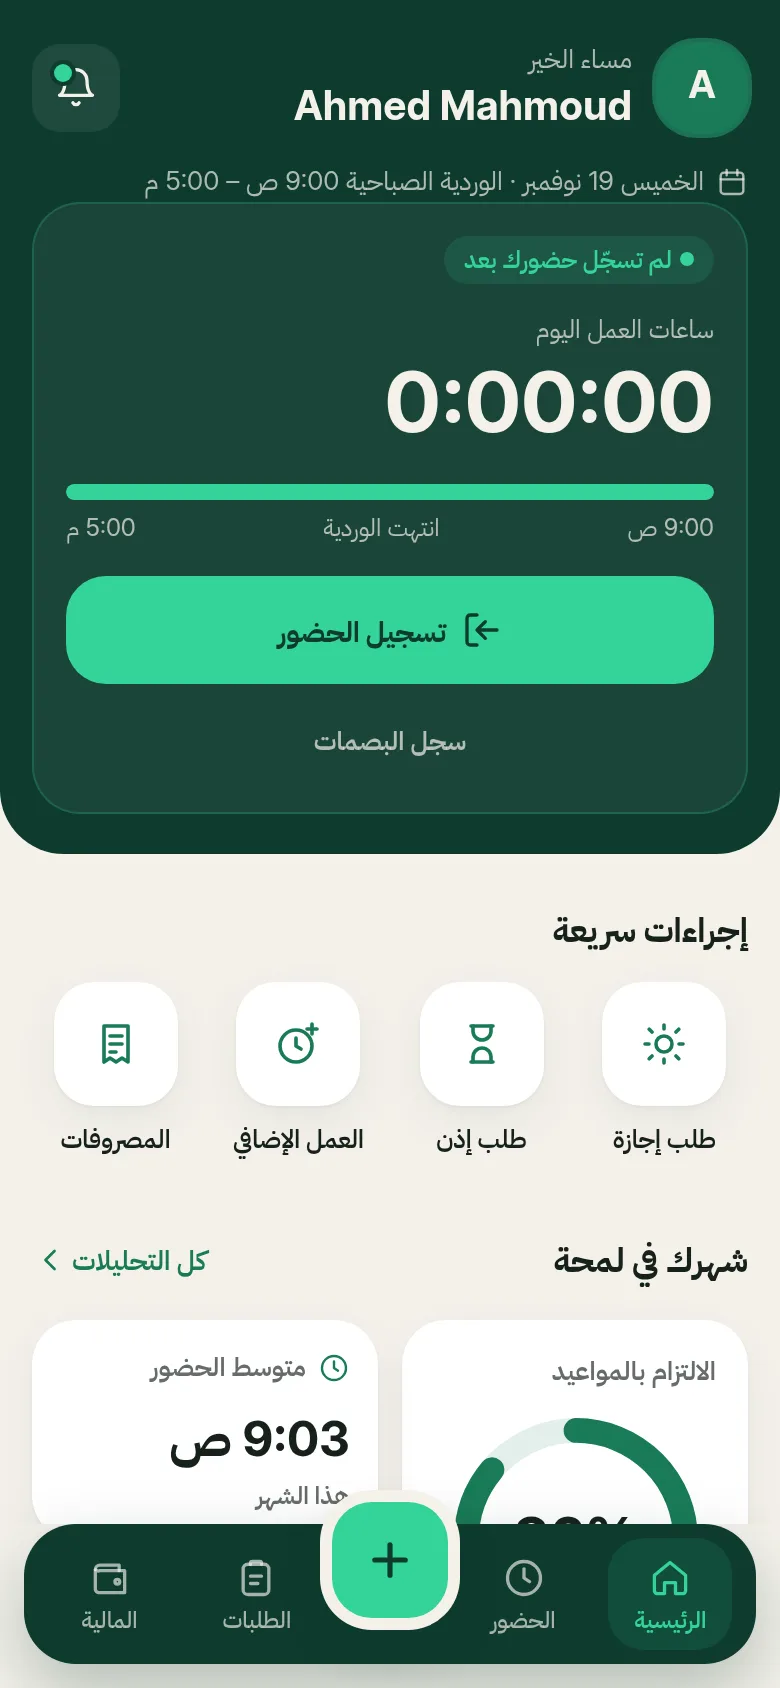 مساء الخير
Ahmed Mahmoud
A
الخميس 19 نوفمبر · الوردية الصباحية 9:00 ص – 5:00 م
لم تسجّل حضورك بعد
ساعات العمل اليوم
0:00:00
9:00 ص
انتهت الوردية
5:00 م
تسجيل الحضور
سجل البصمات
إجراءات سريعة
طلب إجازة
طلب إذن
العمل الإضافي
المصروفات
شهرك في لمحة
كل التحليلات
الالتزام بالمواعيد
متوسط الحضور
9:03 ص
هذا الشهر
الرئيسية
الحضور
الطلبات
المالية